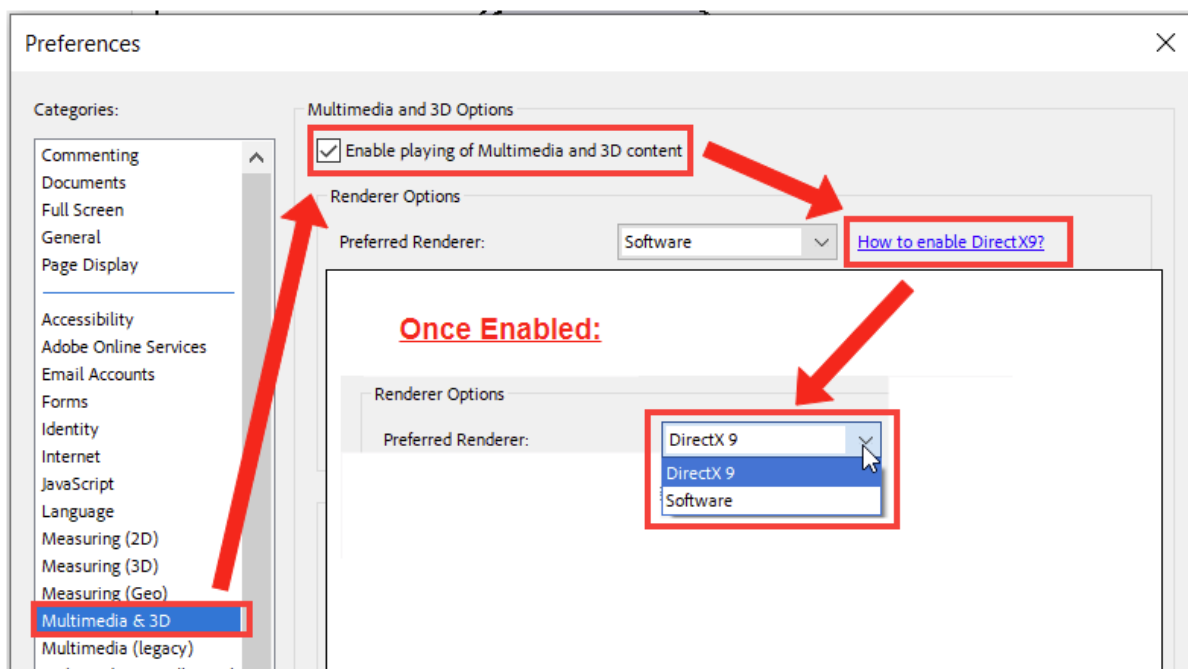 Preferences
Categories:
Commenting
Documents
Full Screen
General
Page Display
Accessibility
Adobe Online Services
Email Accounts
Forms
Identity
Internet
JavaScript
Language
Measuring (2D)
Measuring (3D)
Measuring (Geo)
Multimedia & 3D
Multimedia (legacy)
Multimedia and 3D Options
Enable playing of Multimedia and 3D content
Renderer Options
Preferred Renderer: Software How to enable DirectX9?
Once Enabled:
Renderer Options
Preferred Renderer: DirectX 9
DirectX 9
Software